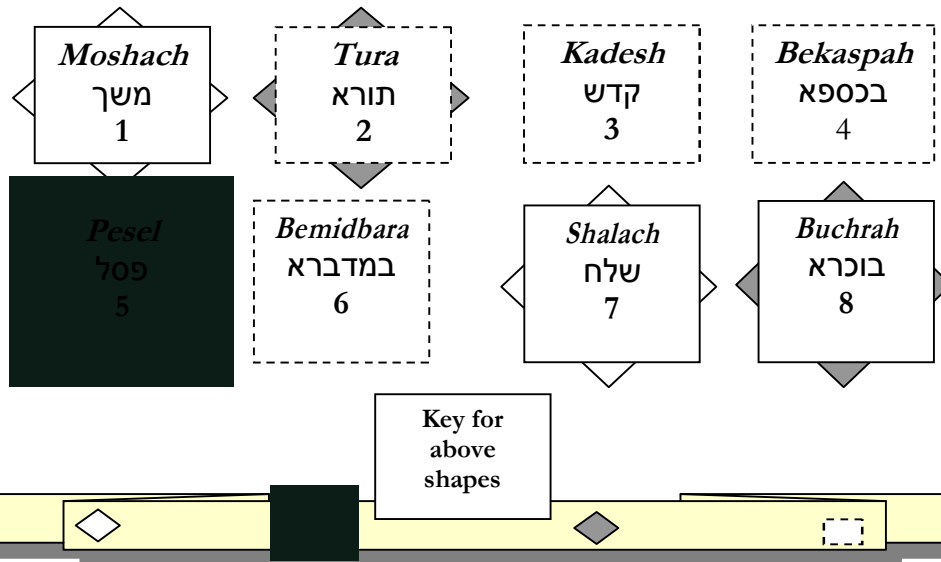 Moshach
משך
1
Tura
תורא
2
Kadesh
קדש
3
Bekaspah
בכספא
4
Pesel
פסל
5
Bemidbara
במדברא
6
Shalach
שלח
7
Buchrah
בוכרא
8
Key for
above
shapes